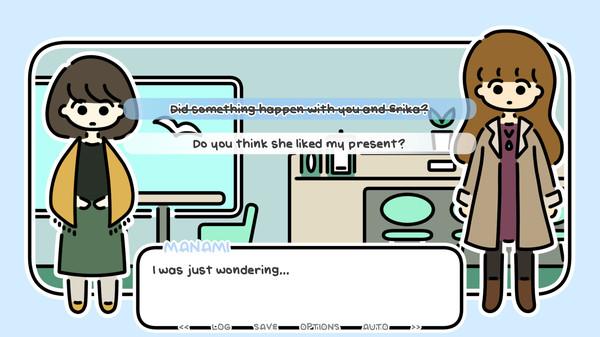 Did something happen with you and Erika?
Do you think she liked my present?
MANAMI
I was just wondering...
<< LOG SAVE OPTIONS AUTO >>